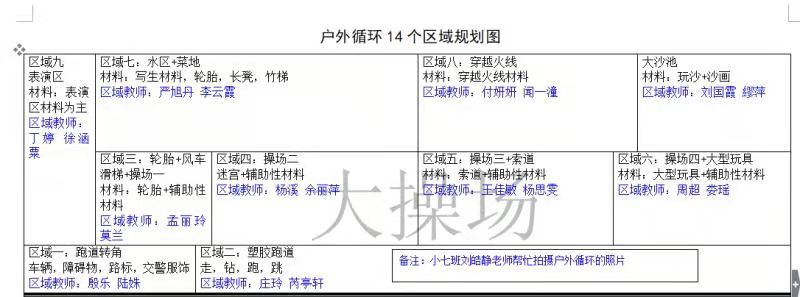 户外循环14个区域规划图
区域九
表演区
材料：表演
区材料为主
区域教师：
丁婷 徐涵
粟
区域七：水区+菜地
材料：写生材料，轮胎，长凳，竹梯
区域教师：严旭丹 李云霞
区域八：穿越火线
材料：穿越火线材料
区域教师：付妍妍 闻一潼
大沙池
材料：玩沙+沙画
区域教师：刘国霞 繆萍
区域三：轮胎+风车
滑梯+操场一
材料：轮胎+辅助性
材料
区域教师：孟丽玲
莫兰
区域四：操场二
迷宫+辅助性材料
区域教师：杨溪 余丽萍
区域五：操场三+索道
材料：索道+辅助性材料
区域教师：王佳敏 杨思雯
区域六：操场四+大型玩具
材料：大型玩具+辅助性材料
区域教师：周超 娄瑶
大操场
区域一：跑道转角
车辆，障碍物，路标，交警服饰
区域教师：殷乐 陆姝
区域二：塑胶跑道
走，钻，跑，跳
区域教师：庄玲 芮亭轩
备注：小七班刘皓静老师帮忙拍摄户外循环的照片